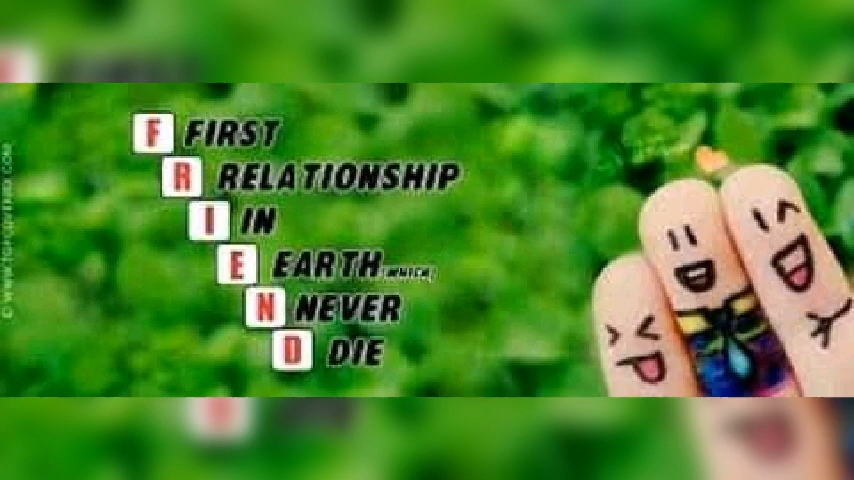 F FIRST
R RELATIONSHIP
I IN
E EARTH (WHICH)
N NEVER
D DIE